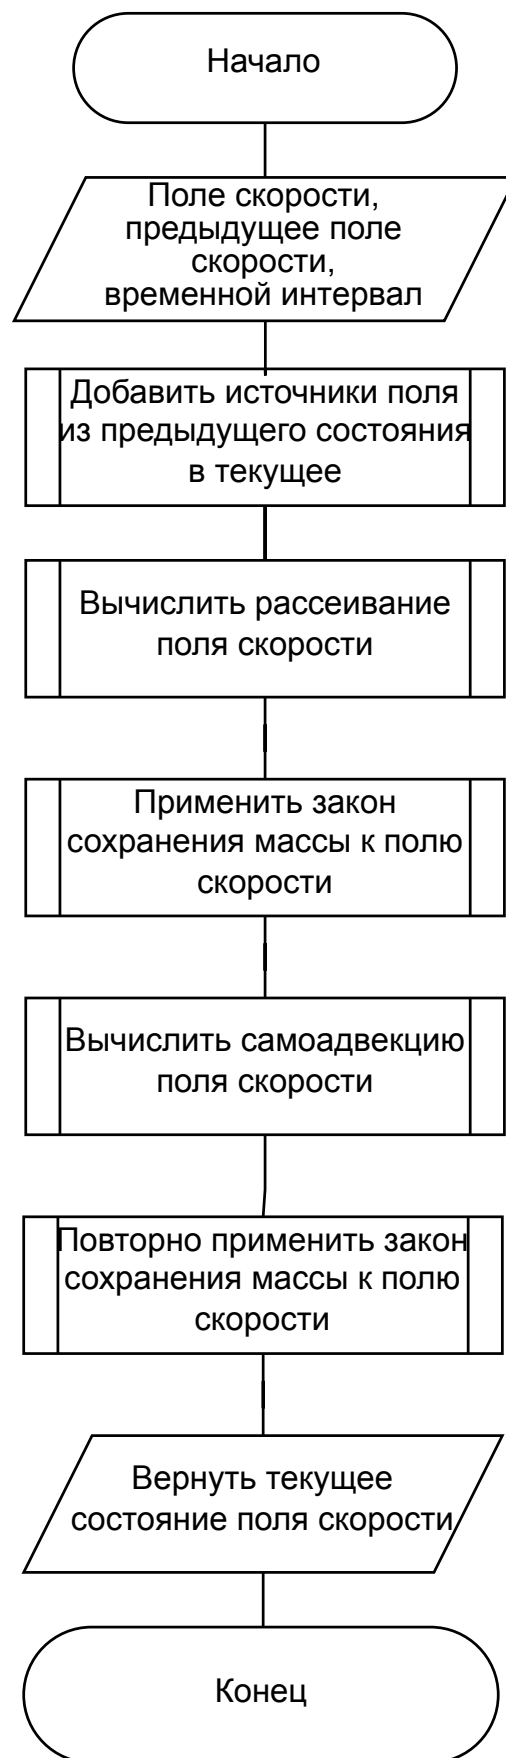 Начало
Поле скорости,
предыдущее поле
скорости,
временной интервал
Добавить источники поля
из предыдущего состояния
в текущее
Вычислить рассеивание
поля скорости
Применить закон
сохранения массы к полю
скорости
Вычислить самоадвекцию
поля скорости
Повторно применить закон
сохранения массы к полю
скорости
Вернуть текущее
состояние поля скорости
Конец